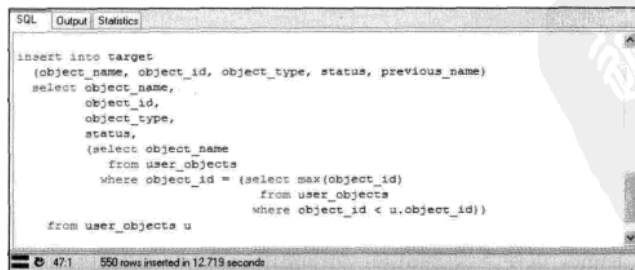 SQL Output Statistics
insert into target
(object_name, object_id, object_type, status, previous_name)
select object_name,
object_id,
object_type,
status,
(select object_name
from user_objects
where object_id = (select max(object_id)
from user_objects
where object_id < u.object_id))
from user_objects u
47:1 550 rows inserted in 12.719 seconds